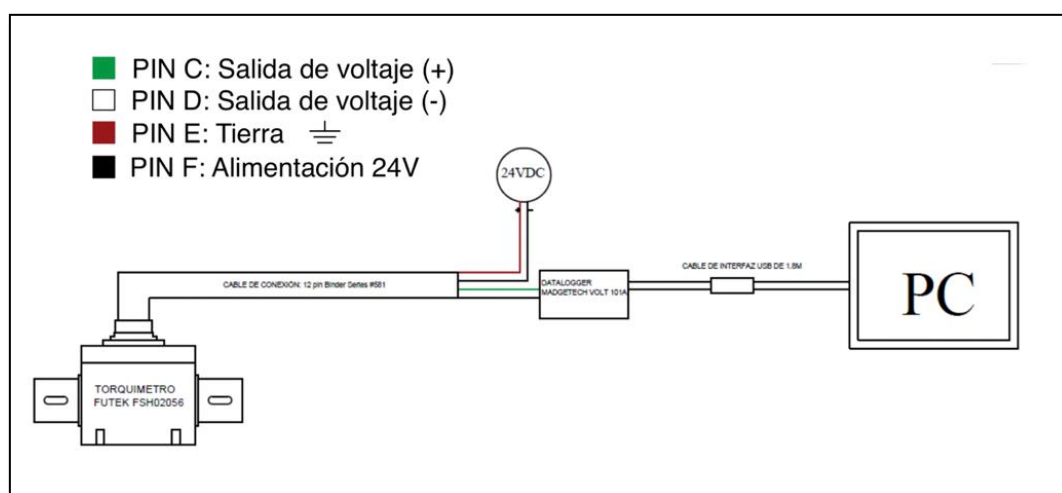 PIN C: Salida de voltaje (+)
PIN D: Salida de voltaje (-)
PIN E: Tierra
PIN F: Alimentación 24V
24VDC
CABLE DE CONEXIÓN: 12 pin Binder Series #581
DATALOGGER
MADGETECH VOLT 101A
CABLE DE INTERFAZ USB DE 1.8M
PC
TORQUIMETRO
FUTEK FSH02056